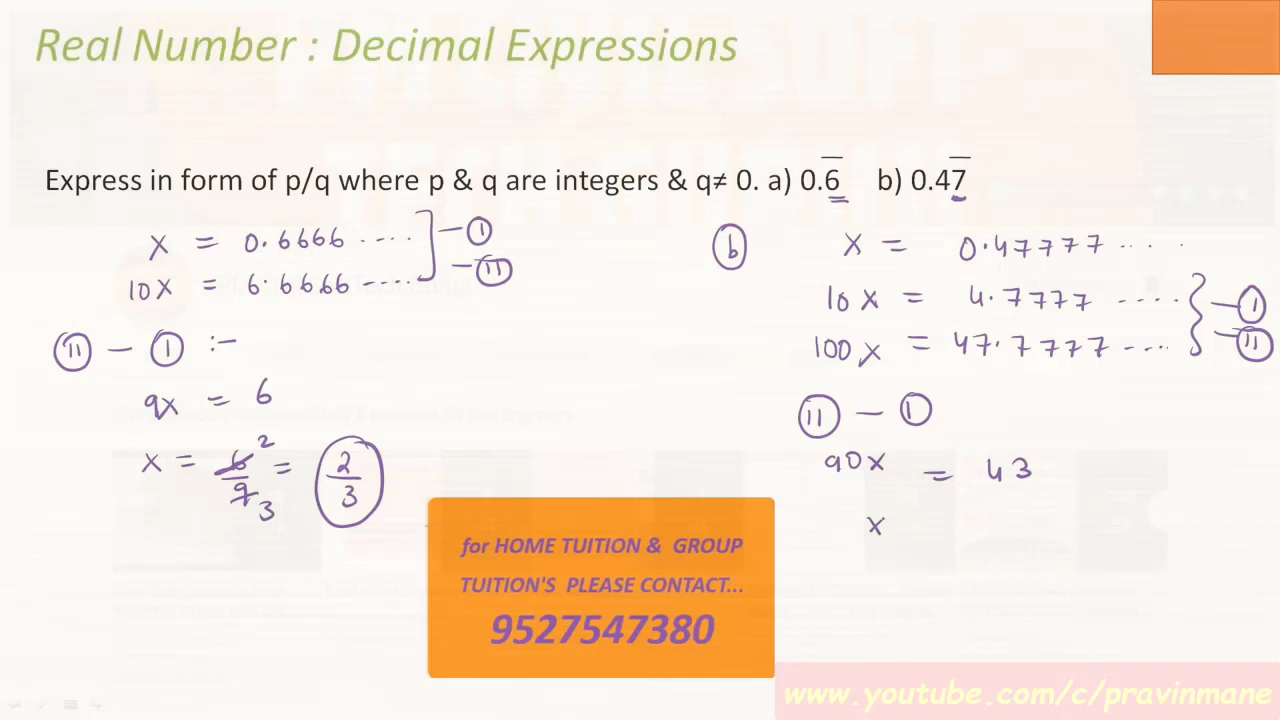 Real Number : Decimal Expressions
Express in form of p/q where p & q are integers & q≠ 0. a) 0.6̅ b) 0.47̅
x = 0.6666 ....
10x = 6.6666 ....
— I
— II
II — I :-
9x = 6
x = 6/9 2 3 = 2/3
b x = 0.47777 ....
10x = 4.7777 ....
— I
100x = 47.7777 ....
— II
II — I
90x = 43
x
for HOME TUITION & GROUP
TUITION'S PLEASE CONTACT...
9527547380
www.youtube.com/c/pravinmane